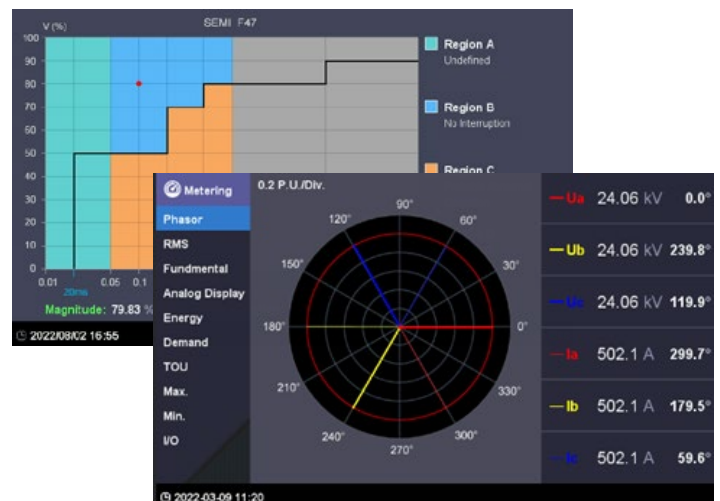 V (%)
SEMI F47
100
90
80
70
60
50
40
30
20
10
0
0.01
0.05
0.1
20ms
Region A
Undefined
Region B
No Interruption
Region C
Magnitude: 79.83 %
2022/08/02 16:55
Metering
Phasor
RMS
Fundmental
Analog Display
Energy
Demand
TOU
Max.
Min.
I/O
0.2 P.U./Div.
90°
120°
60°
150°
30°
180°
0°
210°
330°
240°
300°
270°
Ua 24.06 kV 0.0°
Ub 24.06 kV 239.8°
Uc 24.06 kV 119.9°
Ia 502.1 A 299.7°
Ib 502.1 A 179.5°
Ic 502.1 A 59.6°
2022-03-09 11:20